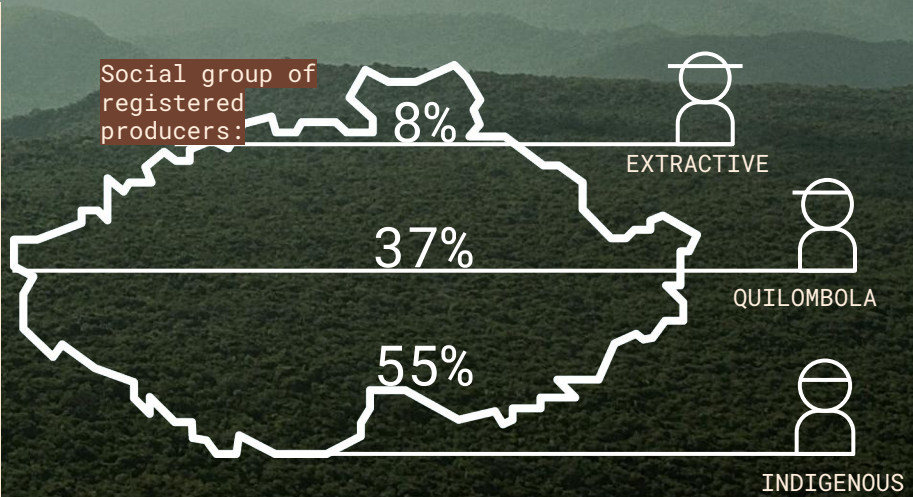 Social group of
registered
producers:
8%
EXTRACTIVE
37%
QUILOMBOLA
55%
INDIGENOUS